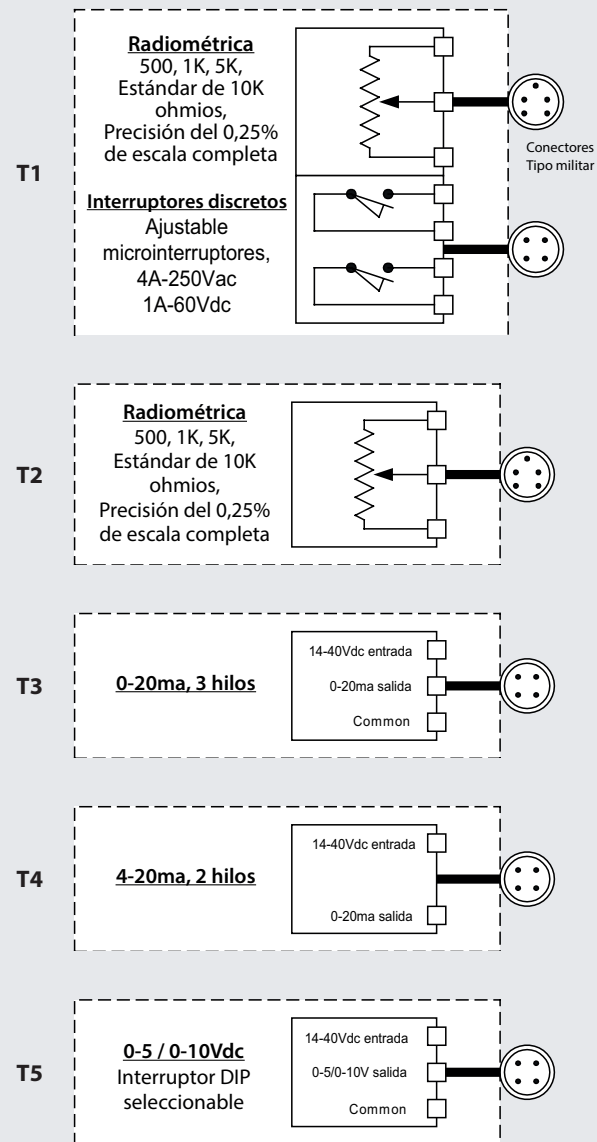 T1
Radiométrica
500, 1K, 5K,
Estándar de 10K
ohmios,
Precisión del 0,25%
de escala completa
Interruptores discretos
Ajustable
microinterruptores,
4A-250Vac
1A-60Vdc
Conectores
Tipo militar
T2
Radiométrica
500, 1K, 5K,
Estándar de 10K
ohmios,
Precisión del 0,25%
de escala completa
T3
0-20ma, 3 hilos
14-40Vdc entrada
0-20ma salida
Common
T4
4-20ma, 2 hilos
14-40Vdc entrada
0-20ma salida
T5
0-5 / 0-10Vdc
Interruptor DIP
seleccionable
14-40Vdc entrada
0-5/0-10V salida
Common